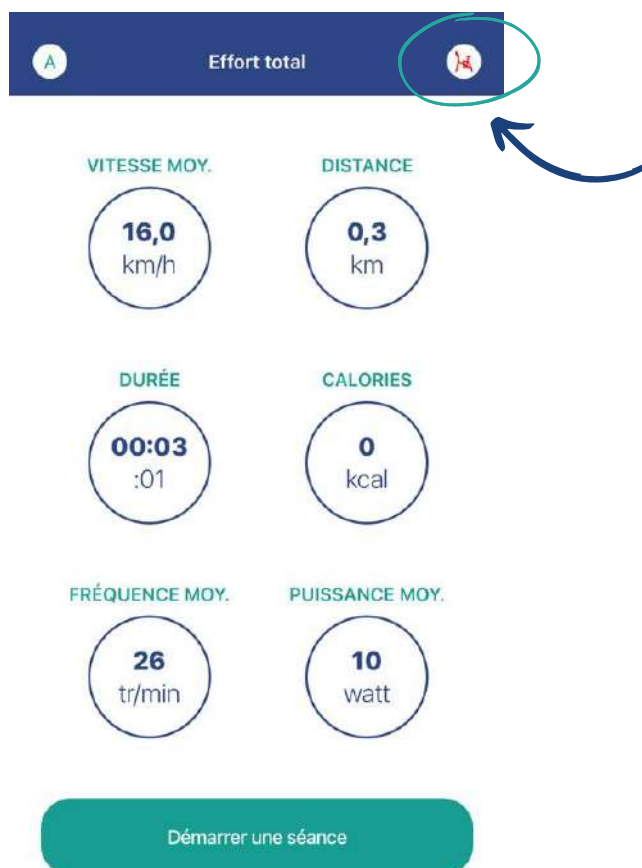 A
Effort total
VITESSE MOY.
DISTANCE
16,0
km/h
0,3
km
DURÉE
CALORIES
00:03
:01
0
kcal
FRÉQUENCE MOY.
PUISSANCE MOY.
26
tr/min
10
watt
Démarrer une séance